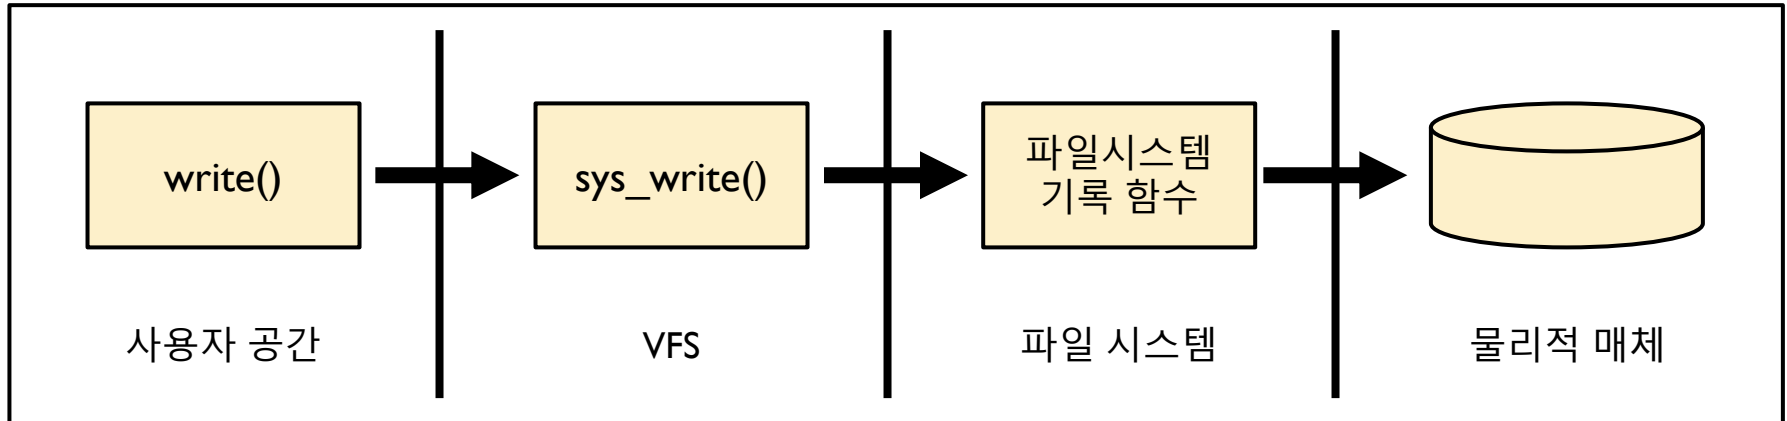 write()
sys_write()
파일시스템
기록 함수
사용자 공간
VFS
파일 시스템
물리적 매체